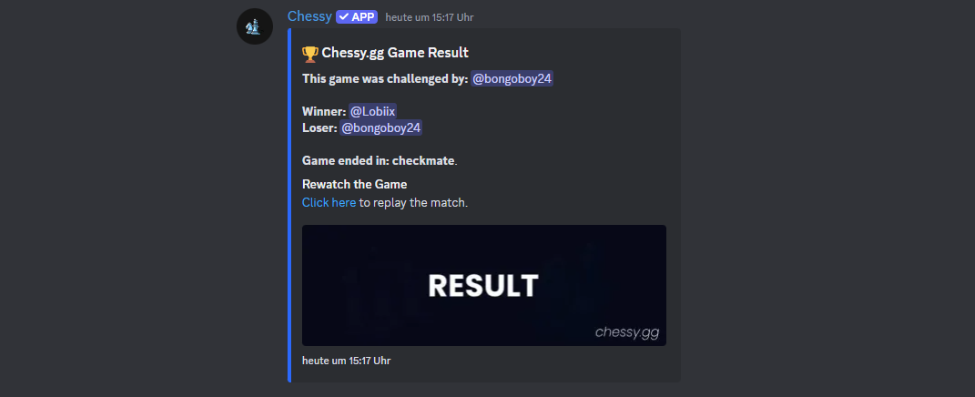 Chessy APP heute um 15:17 Uhr
Chessy.gg Game Result
This game was challenged by: @bongoboy24
Winner: @Lobiix
Loser: @bongoboy24
Game ended in: checkmate.
Rewatch the Game
Click here to replay the match.
RESULT
chessy.gg
heute um 15:17 Uhr